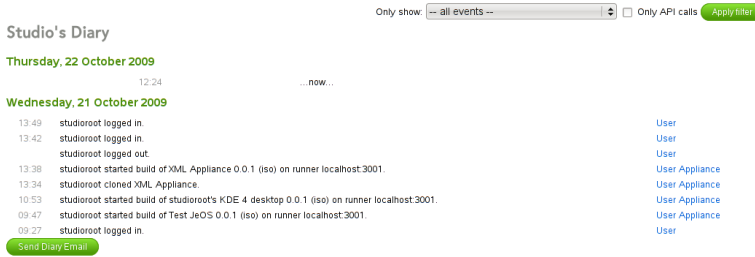 Only show: -- all events -- Only API calls Apply filter
Studio's Diary
Thursday, 22 October 2009
12:24 ...now...
Wednesday, 21 October 2009
13:49 studioroot logged in. User
13:42 studioroot logged in. User
studioroot logged out. User
13:38 studioroot started build of XML Appliance 0.0.1 (iso) on runner localhost:3001. User Appliance
13:34 studioroot cloned XML Appliance. User Appliance
10:53 studioroot started build of studioroot's KDE 4 desktop 0.0.1 (iso) on runner localhost:3001. User Appliance
09:47 studioroot started build of Test JeOS 0.0.1 (iso) on runner localhost:3001. User Appliance
09:27 studioroot logged in. User
Send Diary Email